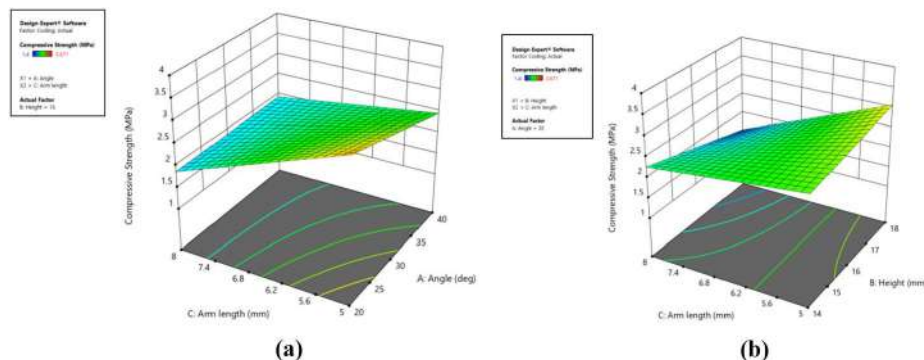 Design-Expert® Software
Factor Coding: Actual
Compressive Strength (MPa)
X1 = A: Angle
X2 = C: Arm length
Actual Factor
Compressive Strength (MPa)
4
3.5
3
2.5
2
1.5
1
8
7.4
6.8
6.2
5.6
5
C: Arm length (mm)
20
25
30
35
40
A: Angle (deg)
(a)
Design-Expert® Software
Factor Coding: Actual
Compressive Strength (MPa)
X1 = B: Height
X2 = C: Arm length
Actual Factor
Compressive Strength (MPa)
4
3.5
3
2.5
2
1.5
1
8
7.4
6.8
6.2
5.6
5
C: Arm length (mm)
14
15
16
17
18
B: Height (mm
(b)